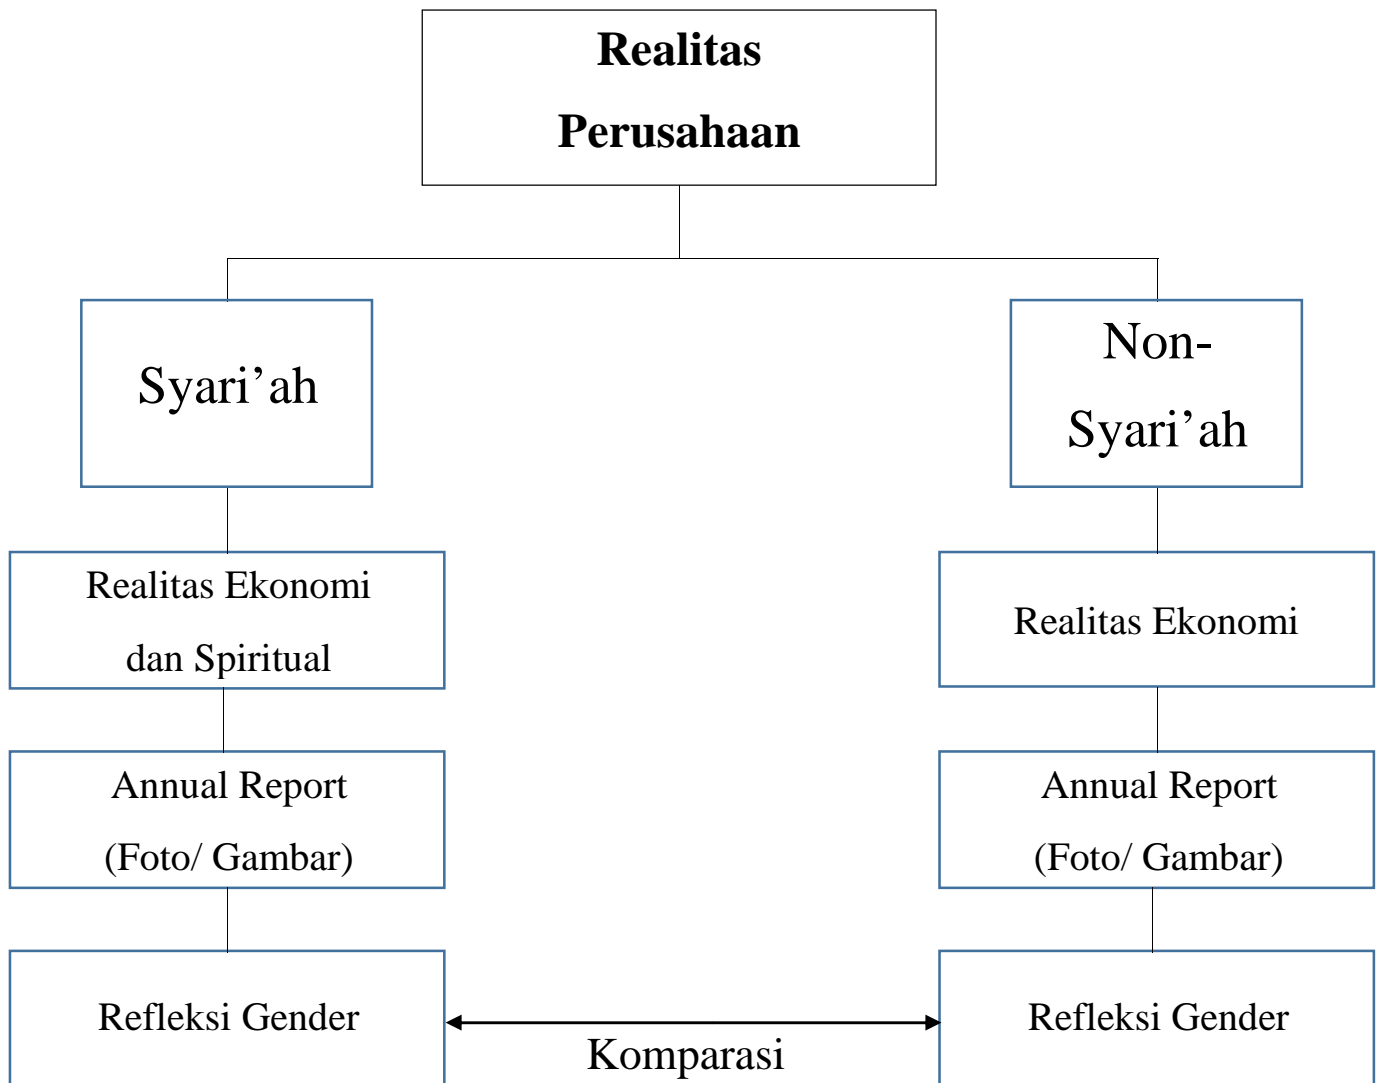 Realitas
Perusahaan
Syari’ah
Non-
Syari’ah
Realitas Ekonomi
dan Spiritual
Realitas Ekonomi
Annual Report
(Foto/ Gambar)
Annual Report
(Foto/ Gambar)
Refleksi Gender
Refleksi Gender
Komparasi